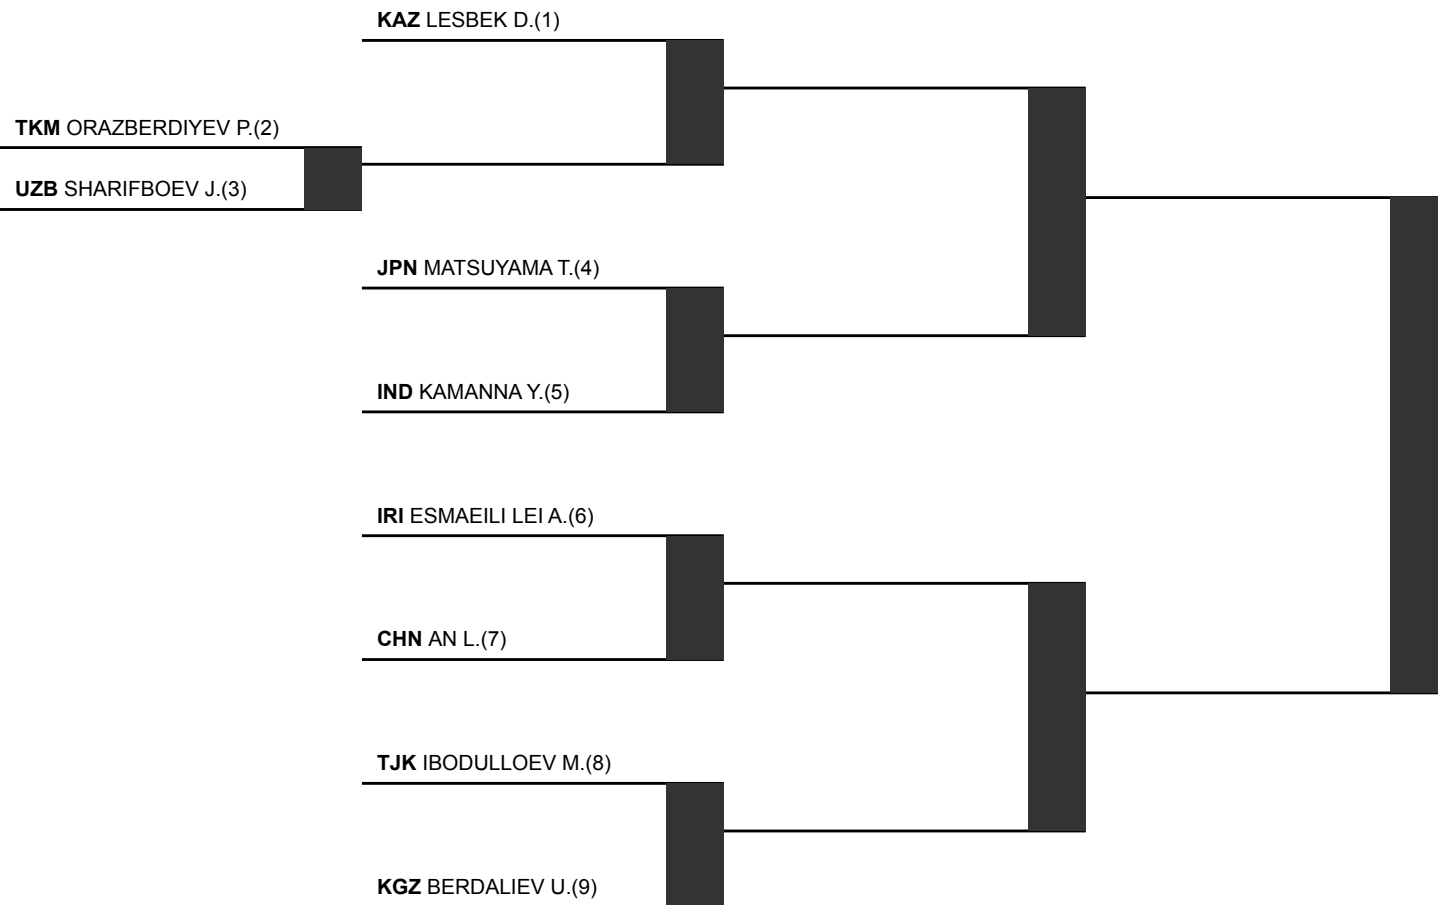 KAZ LESBEK D.(1)
TKM ORAZBERDIYEV P.(2)
UZB SHARIFBOEV J.(3)
JPN MATSUYAMA T.(4)
IND KAMANNA Y.(5)
IRI ESMAEILI LEI A.(6)
CHN AN L.(7)
TJK IBODULLOEV M.(8)
KGZ BERDALIEV U.(9)